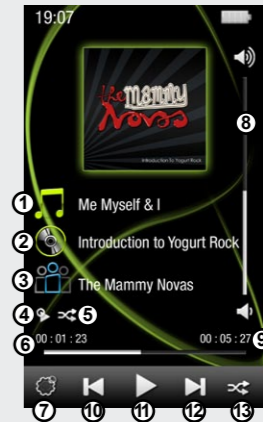 19:07
the mammy
Novas
Introduction to Yogurt Rock
8
1 Me Myself & I
2 Introduction to Yogurt Rock
3 The Mammy Novas
4 5
6 00 : 01 : 23 00 : 05 : 27 9
7 10 11 12 13